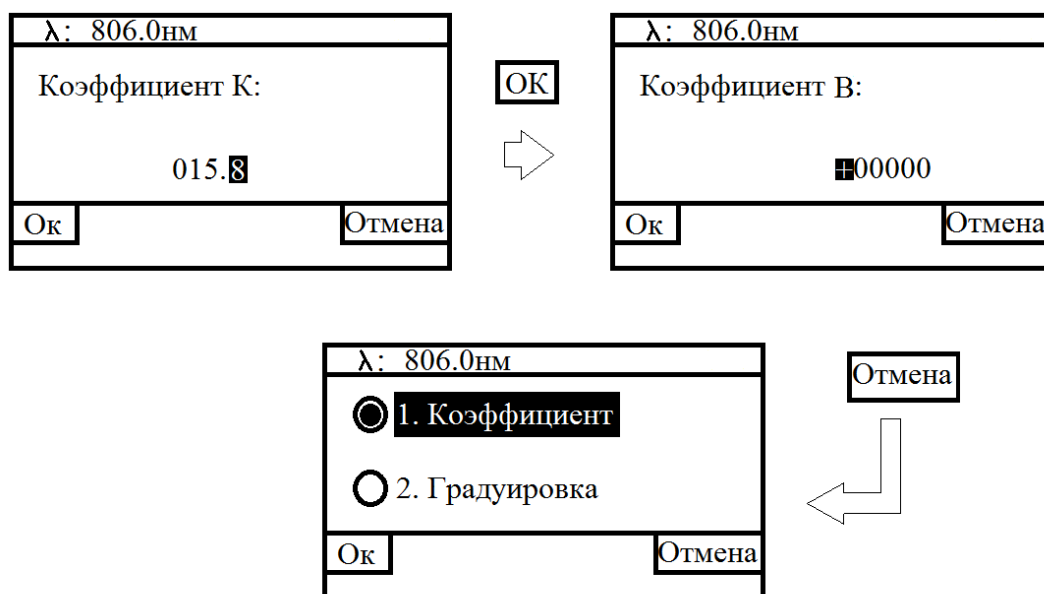 λ: 806.0нм
Коэффициент К:
015.8
Ок
Отмена
ОК
λ: 806.0нм
Коэффициент В:
+00000
Ок
Отмена
λ: 806.0нм
1. Коэффициент
2. Градуировка
Ок
Отмена
Отмена